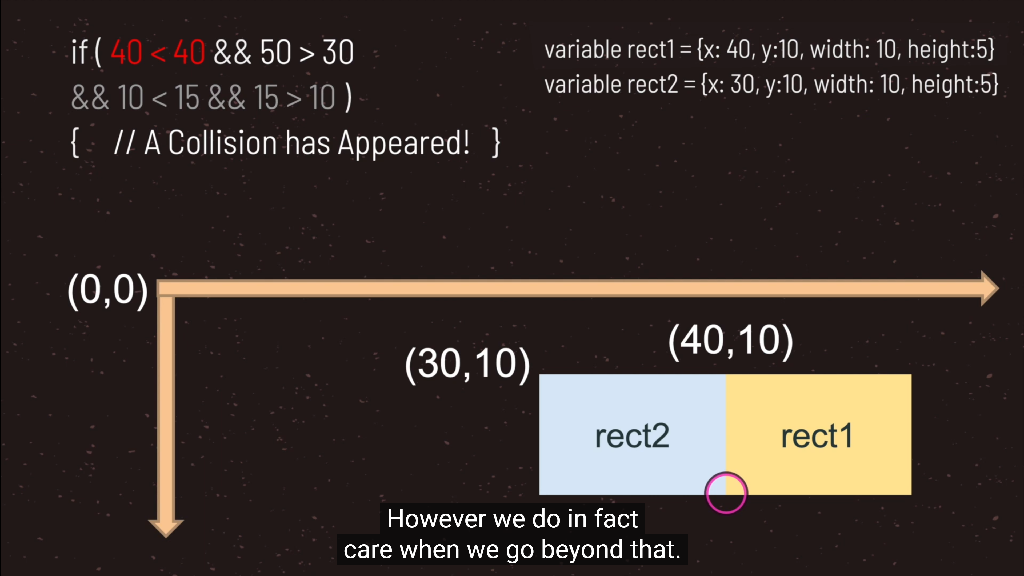 if ( 40 < 40 && 50 > 30
&& 10 < 15 && 15 > 10 )
{ // A Collision has Appeared! }
variable rect1 = {x: 40, y:10, width: 10, height:5}
variable rect2 = {x: 30, y:10, width: 10, height:5}
(0,0)
(40,10)
(30,10)
rect2 rect1
However we do in fact
care when we go beyond that.